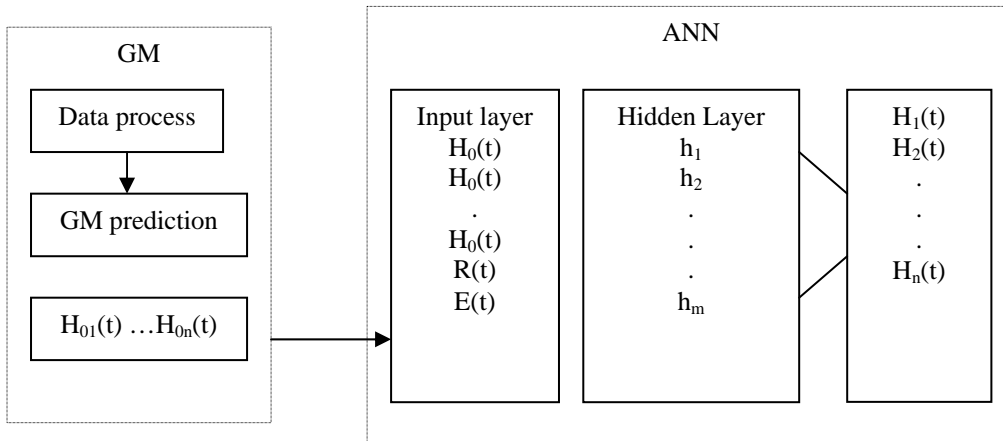 GM
Data process
GM prediction
H₀₁(t) …H₀ₙ(t)
ANN
Input layer
H₀(t)
H₀(t)
.
H₀(t)
R(t)
E(t)
Hidden Layer
h₁
h₂
.
.
.
hₘ
H₁(t)
H₂(t)
.
.
.
Hₙ(t)